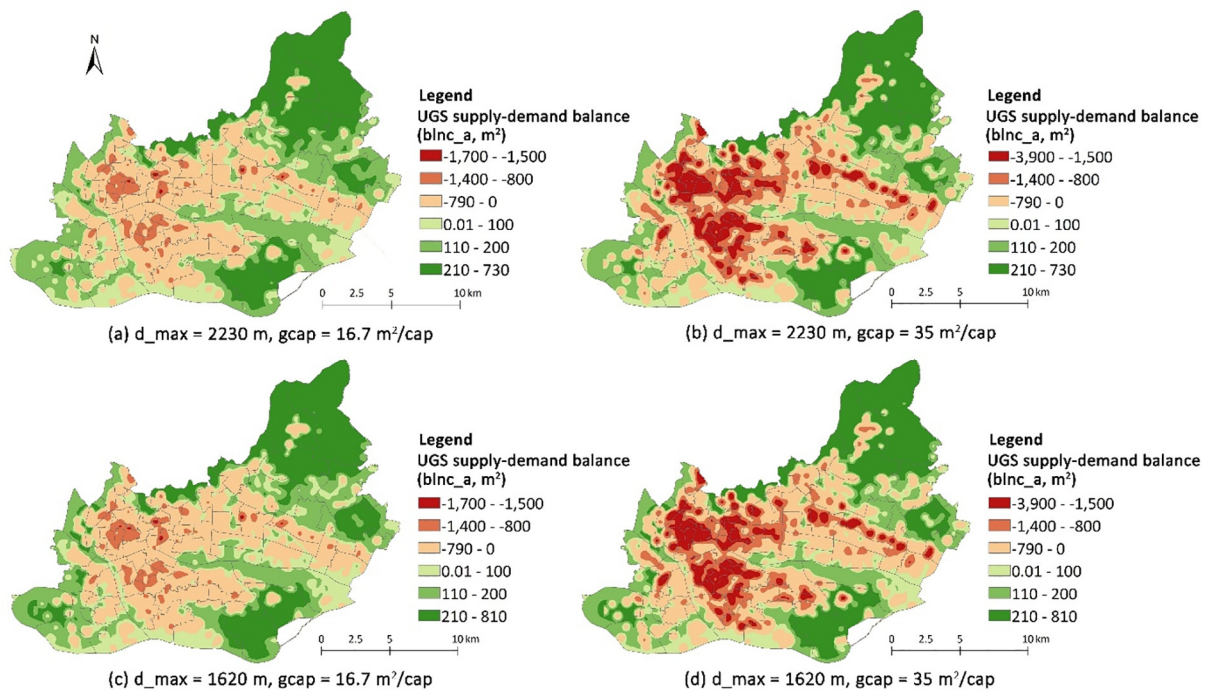 N
Legend
UGS supply-demand balance
(blnc_a, m²)
-1,700 - -1,500
-1,400 - -800
-790 - 0
0.01 - 100
110 - 200
210 - 730
0 2.5 5 10 km
(a) d_max = 2230 m, gcap = 16.7 m²/cap
Legend
UGS supply-demand balance
(blnc_a, m²)
-3,900 - -1,500
-1,400 - -800
-790 - 0
0.01 - 100
110 - 200
210 - 730
0 2.5 5 10 km
(b) d_max = 2230 m, gcap = 35 m²/cap
Legend
UGS supply-demand balance
(blnc_a, m²)
-1,700 - -1,500
-1,400 - -800
-790 - 0
0.01 - 100
110 - 200
210 - 810
0 2.5 5 10 km
(c) d_max = 1620 m, gcap = 16.7 m²/cap
Legend
UGS supply-demand balance
(blnc_a, m²)
-3,900 - -1,500
-1,400 - -800
-790 - 0
0.01 - 100
110 - 200
210 - 810
0 2.5 5 10 km
(d) d_max = 1620 m, gcap = 35 m²/cap